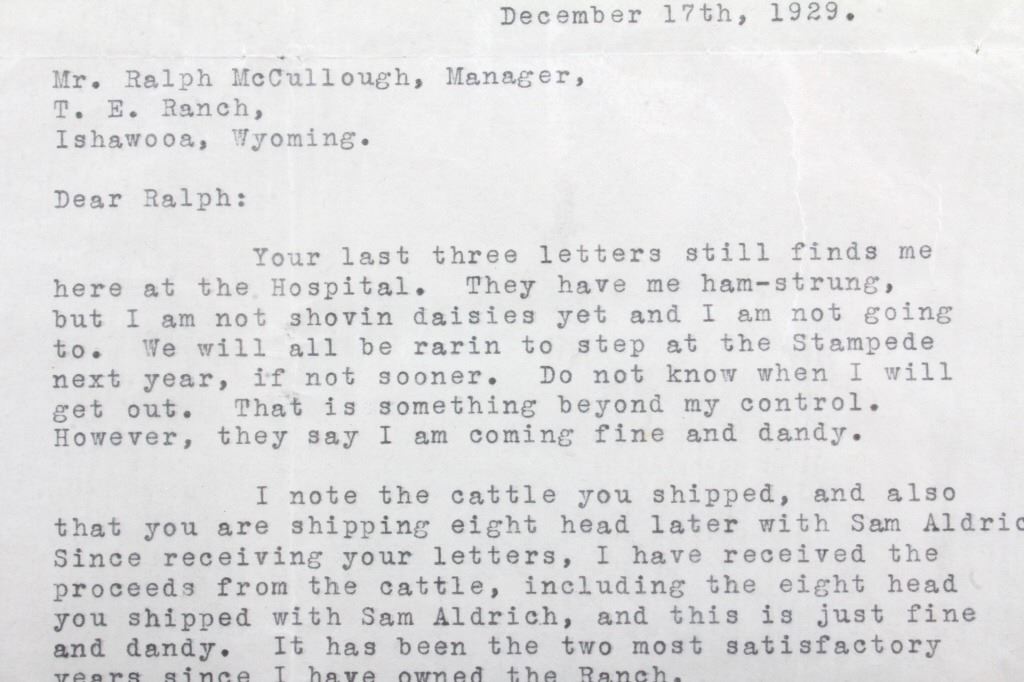 December 17th, 1929.
Mr. Ralph McCullough, Manager,
T. E. Ranch,
Ishawooa, Wyoming.
Dear Ralph:
Your last three letters still finds me
here at the Hospital. They have me ham-strung,
but I am not shovin daisies yet and I am not going
to. We will all be rarin to step at the Stampede
next year, if not sooner. Do not know when I will
get out. That is something beyond my control.
However, they say I am coming fine and dandy.
I note the cattle you shipped, and also
that you are shipping eight head later with Sam Aldric
Since receiving your letters, I have received the
proceeds from the cattle, including the eight head
you shipped with Sam Aldrich, and this is just fine
and dandy. It has been the two most satisfactory
years since I have owned the Ranch.